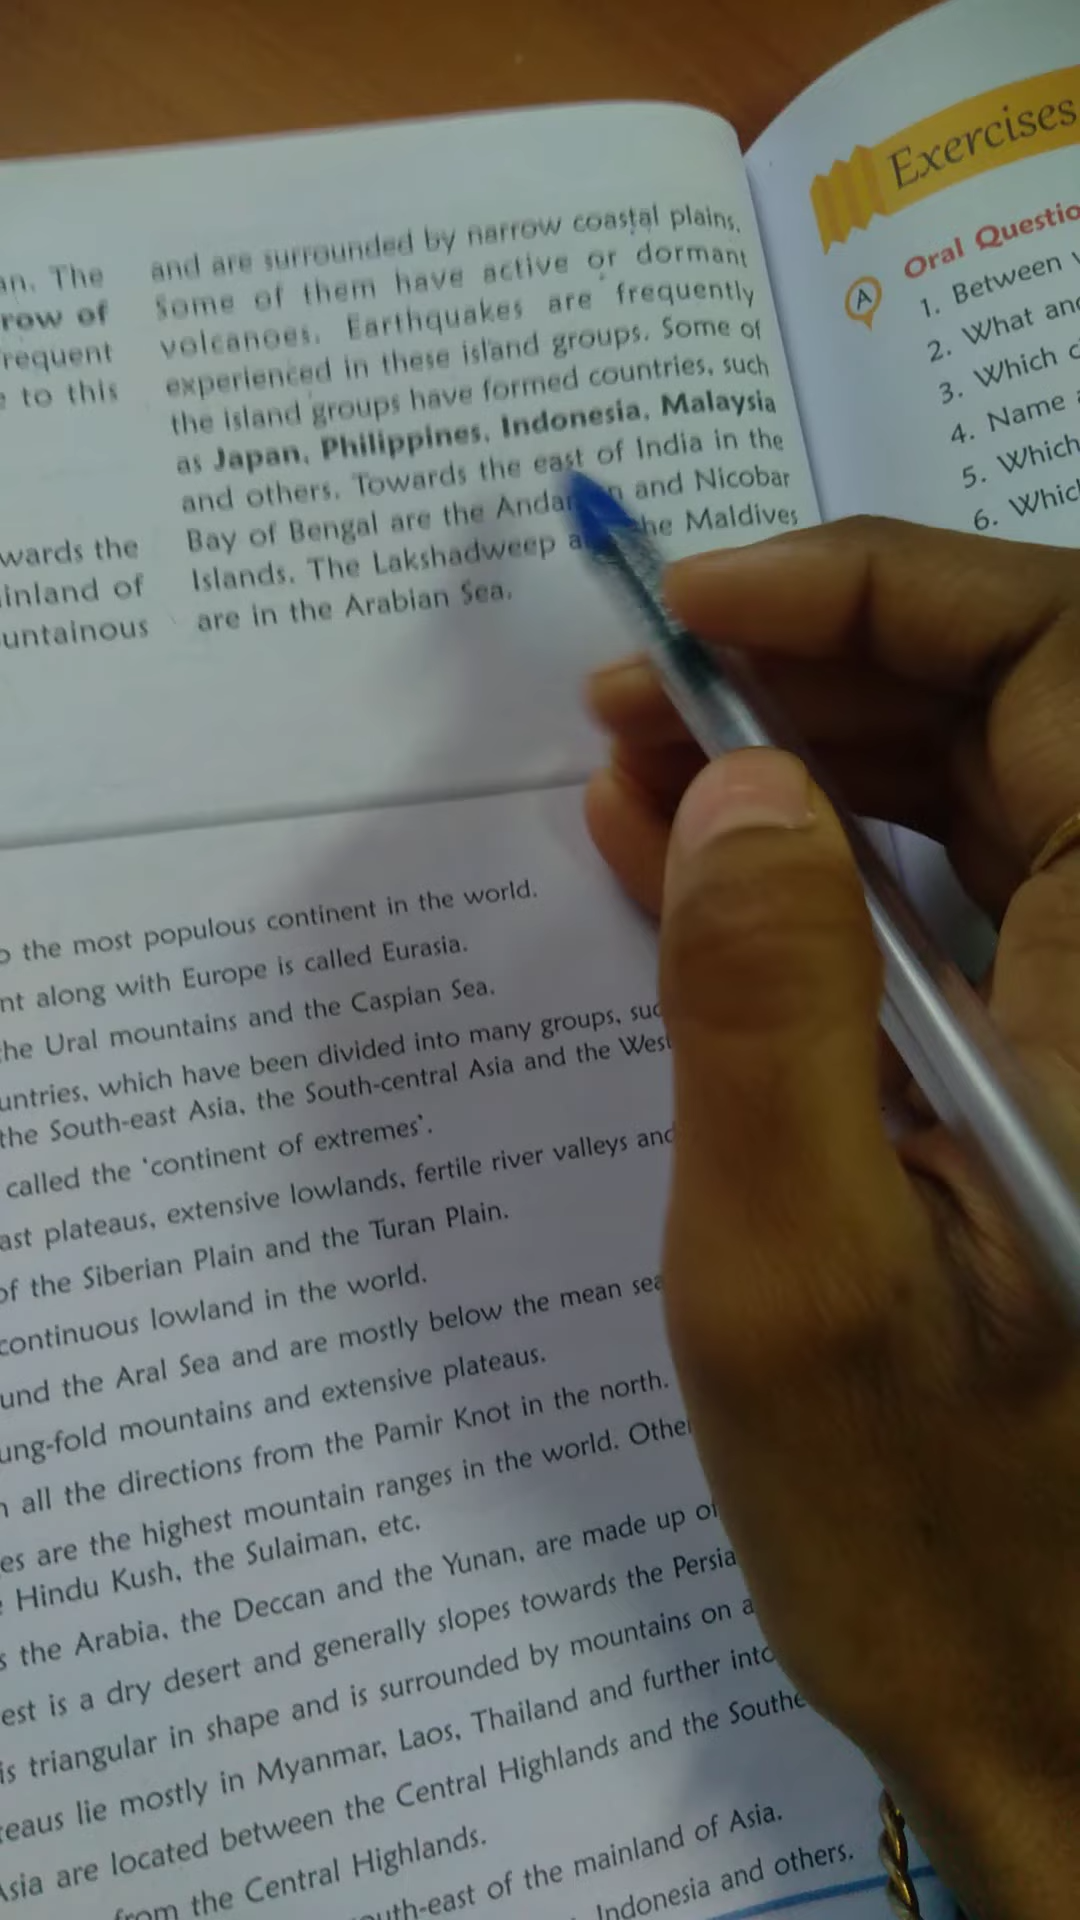 an. The
row of
requent
e to this
wards the
inland of
untainous
and are surrounded by narrow coastal plains.
Some of them have active or dormant
volcanoes. Earthquakes are frequently
experienced in these island groups. Some of
the island groups have formed countries, such
as Japan, Philippines, Indonesia, Malaysia
and others. Towards the east of India in the
Bay of Bengal are the Andaman and Nicobar
Islands. The Lakshadweep and the Maldives
are in the Arabian Sea.
the most populous continent in the world.
nt along with Europe is called Eurasia.
the Ural mountains and the Caspian Sea.
untries, which have been divided into many groups, suc
the South-east Asia, the South-central Asia and the West
called the 'continent of extremes'.
ast plateaus, extensive lowlands, fertile river valleys and
of the Siberian Plain and the Turan Plain.
continuous lowland in the world.
und the Aral Sea and are mostly below the mean sea
ung-fold mountains and extensive plateaus.
all the directions from the Pamir Knot in the north.
es are the highest mountain ranges in the world. Other
Hindu Kush, the Sulaiman, etc.
s the Arabia, the Deccan and the Yunan, are made up of
est is a dry desert and generally slopes towards the Persia
is triangular in shape and is surrounded by mountains on a
teaus lie mostly in Myanmar, Laos, Thailand and further into
Asia are located between the Central Highlands and the Southe
from the Central Highlands.
outh-east of the mainland of Asia.
Indonesia and others.
Exercises
Oral Questio
A
1. Between
2. What and
3. Which c
4. Name
5. Which
6. Whic